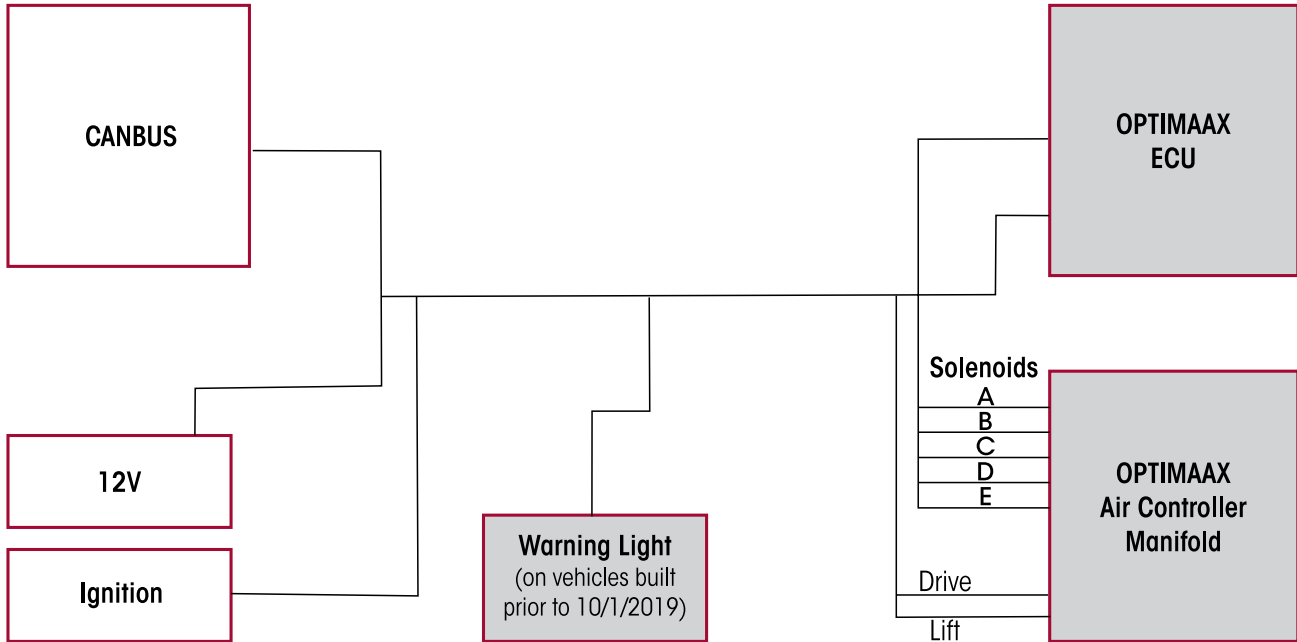 CANBUS
OPTIMAAX
ECU
12V
Ignition
Warning Light
(on vehicles built
prior to 10/1/2019)
Solenoids
A
B
C
D
E
OPTIMAAX
Air Controller
Manifold
Drive
Lift